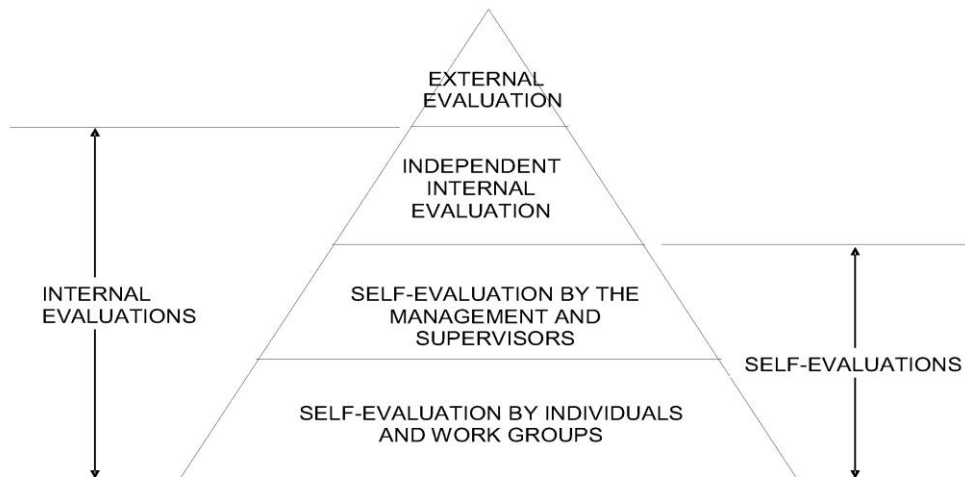 EXTERNAL
EVALUATION
INDEPENDENT
INTERNAL
EVALUATION
INTERNAL
EVALUATIONS
SELF-EVALUATION BY THE
MANAGEMENT AND
SUPERVISORS
SELF-EVALUATIONS
SELF-EVALUATION BY INDIVIDUALS
AND WORK GROUPS